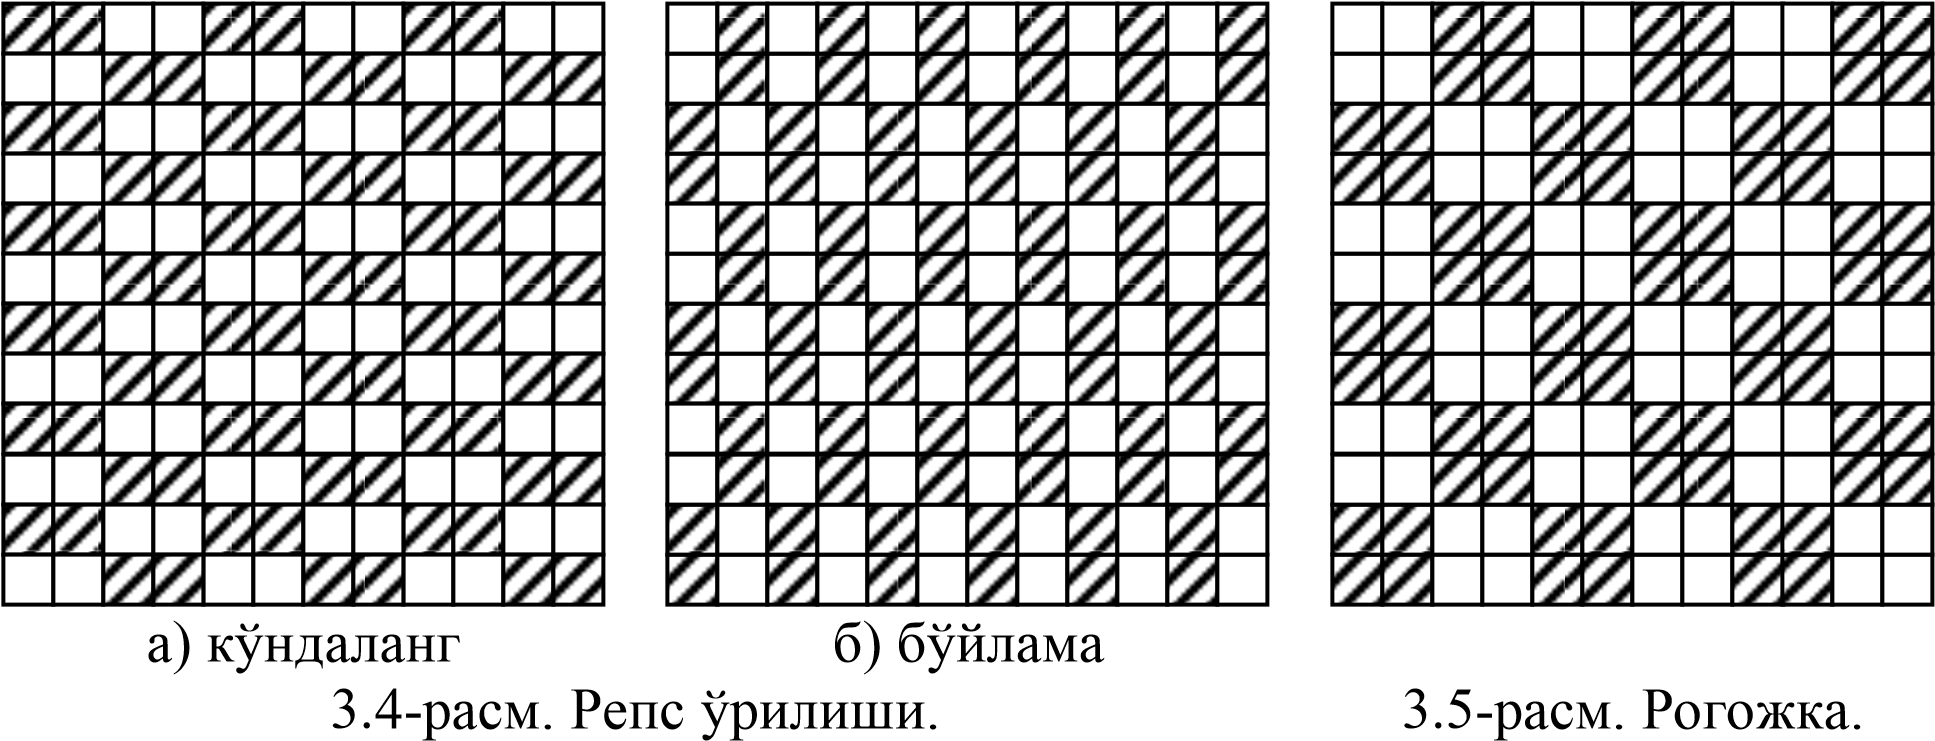 а) кўндаланг б) бўйлама
3.4-расм. Репс ўрилиши. 3.5-расм. Рогожка.